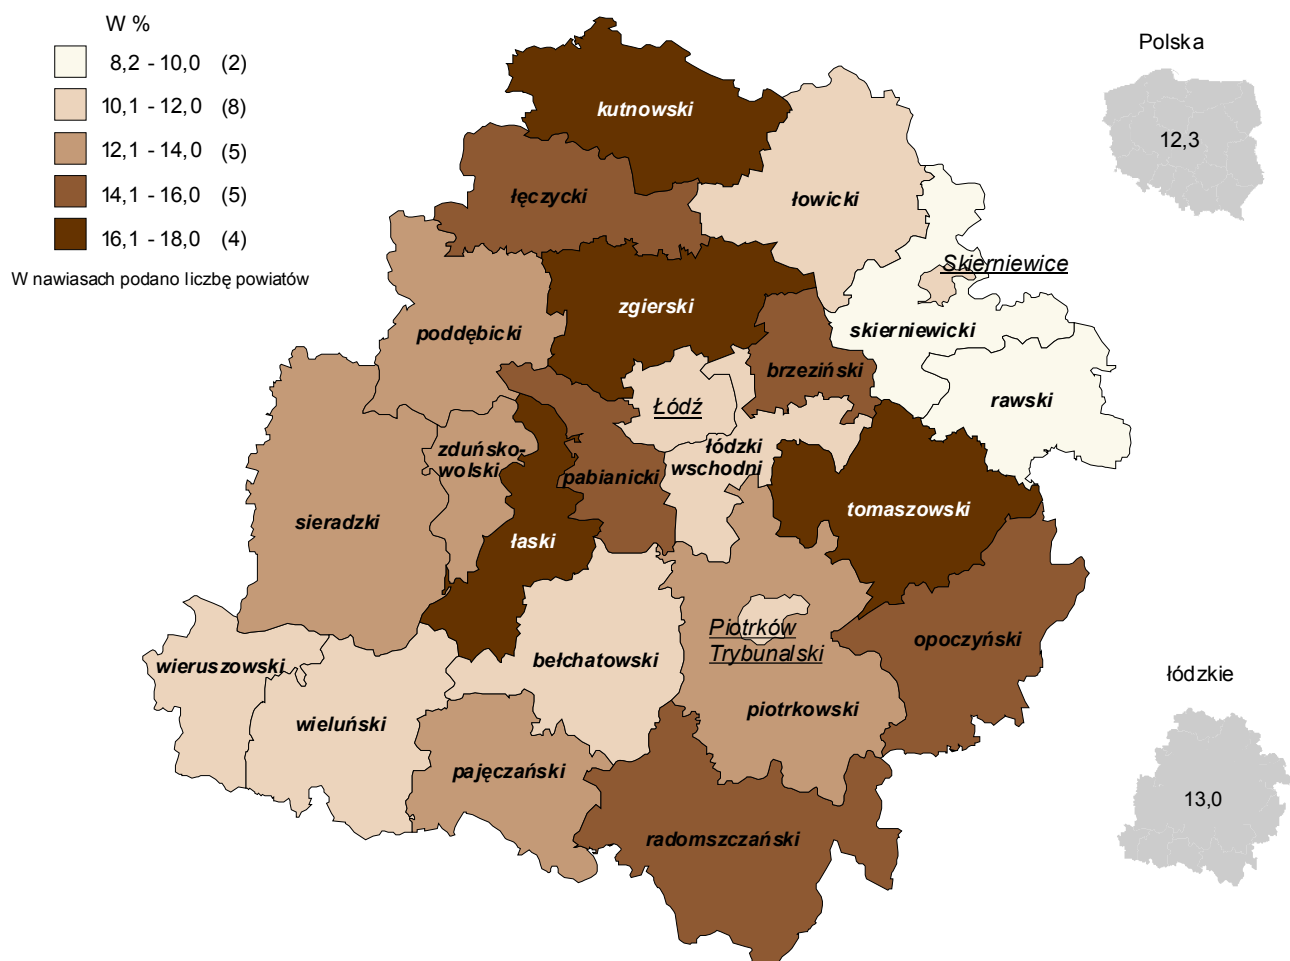 W %
8,2 - 10,0 (2)
10,1 - 12,0 (8)
12,1 - 14,0 (5)
14,1 - 16,0 (5)
16,1 - 18,0 (4)
W nawiasach podano liczbę powiatów
Polska
12,3
kutnowski
łęczycki
łowicki
Skierniewice
zgierski
skierniewicki
poddębicki
brzeziński
rawski
Łódź
zduńsko-
wolski
łódzki
wschodni
pabianicki
sieradzki
tomaszowski
łaski
Piotrków
Trybunalski
opoczyński
wieruszowski
bełchatowski
wieluński
piotrkowski
pajęczański
radomszczański
łódzkie
13,0